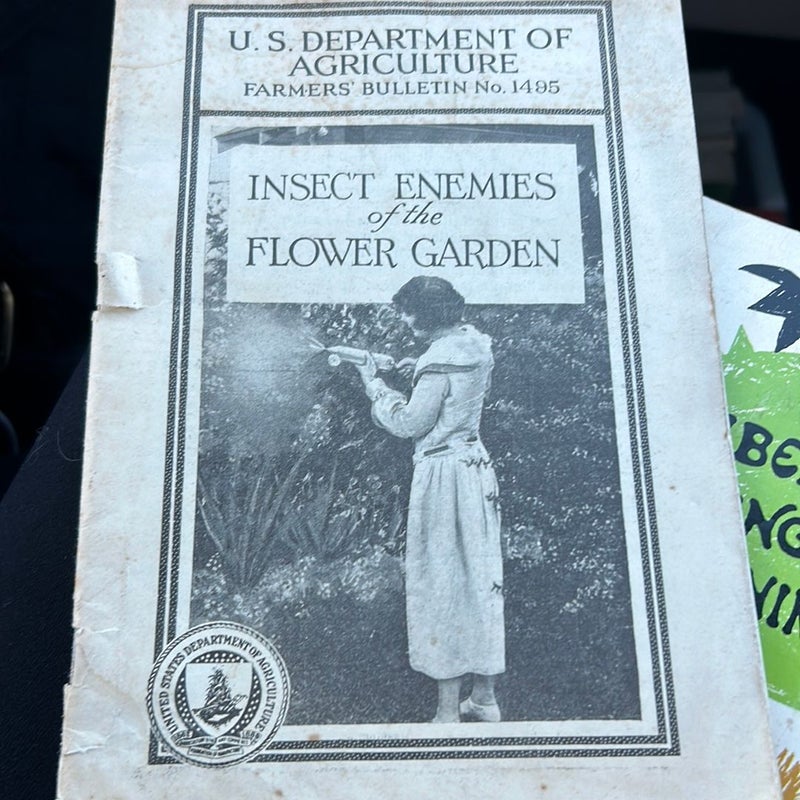 U. S. DEPARTMENT OF
AGRICULTURE
FARMERS' BULLETIN No. 1495
INSECT ENEMIES
of the
FLOWER GARDEN
UNITED STATES DEPARTMENT OF AGRICULTURE